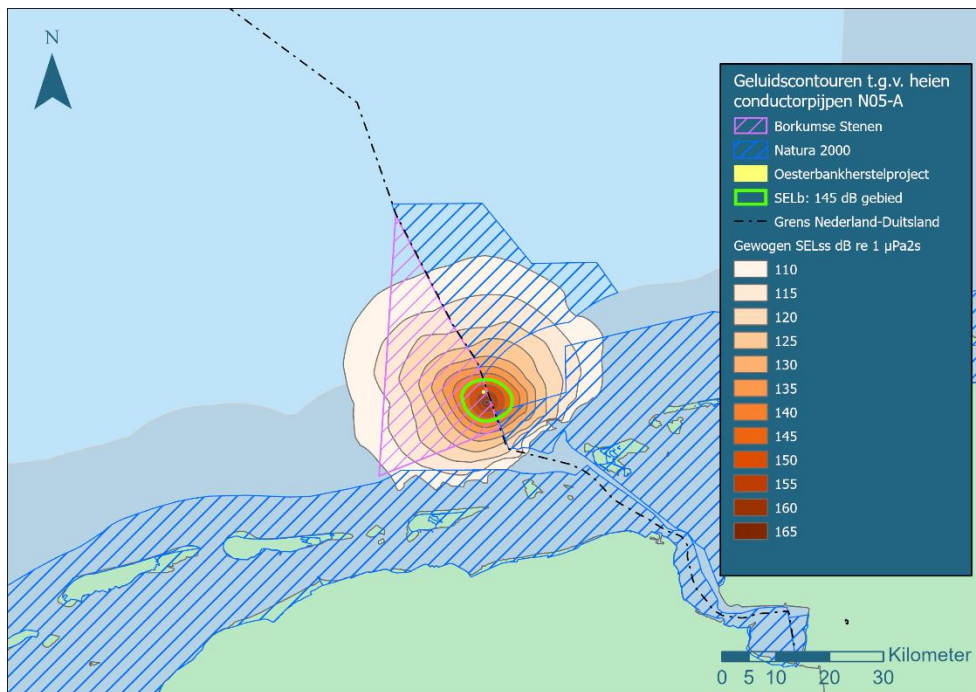 N
Geluidscontouren t.g.v. heien
conductorpijpen N05-A
Borkumse Stenen
Natura 2000
Oesterbankherstelproject
SELb: 145 dB gebied
Grens Nederland-Duitsland
Gewogen SELss dB re 1 µPa2s
110
115
120
125
130
135
140
145
150
155
160
165
Kilometer
0 5 10 20 30